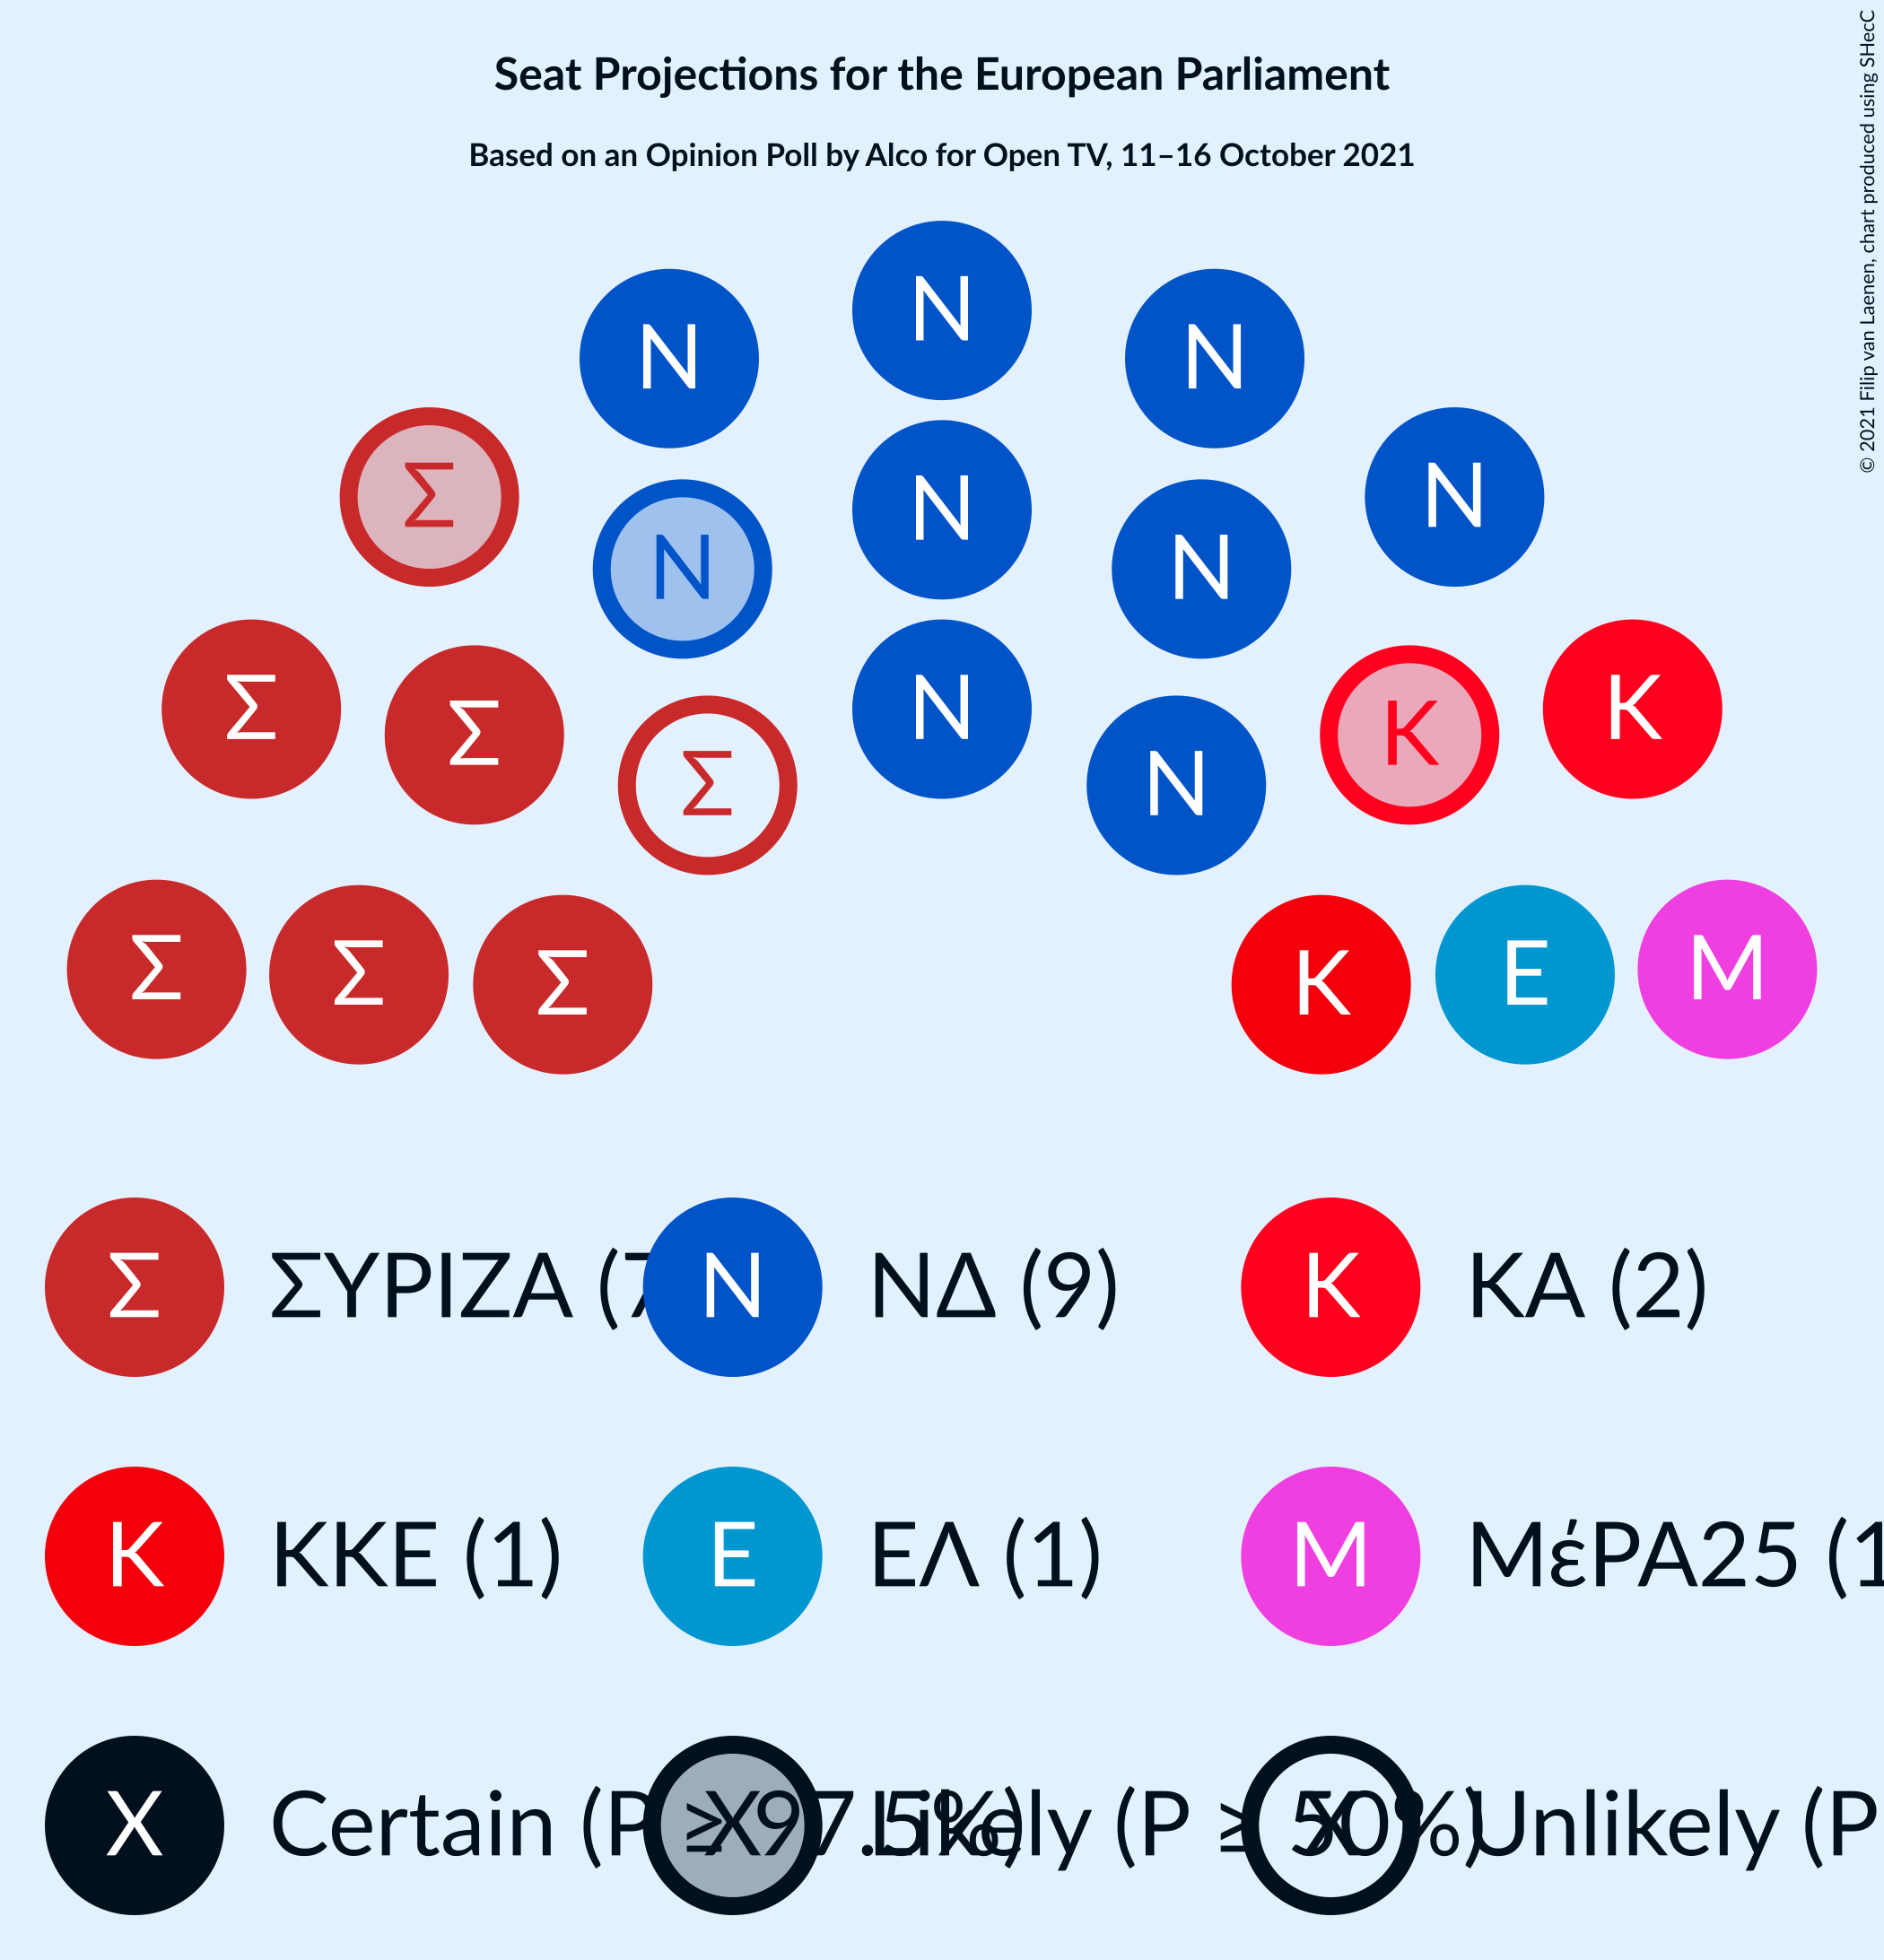 Seat Projections for the European Parliament
Based on an Opinion Poll by Alco for Open TV, 11–16 October 2021
© 2021 Filip van Laenen, chart produced using SHecC
N
N N
Σ N
N
N N
Σ K
Σ K
Σ N
Σ N
Σ M
Σ E
Σ K
Σ ΣΥΡΙΖΑ (7 N ΝΔ (9) K ΚΑ (2)
K ΚΚΕ (1) E ΕΛ (1) M ΜέΡΑ25 (1
X Certain (P ≥ 97.5%) X Likely (P ≥ 50%) X Unlikely (P